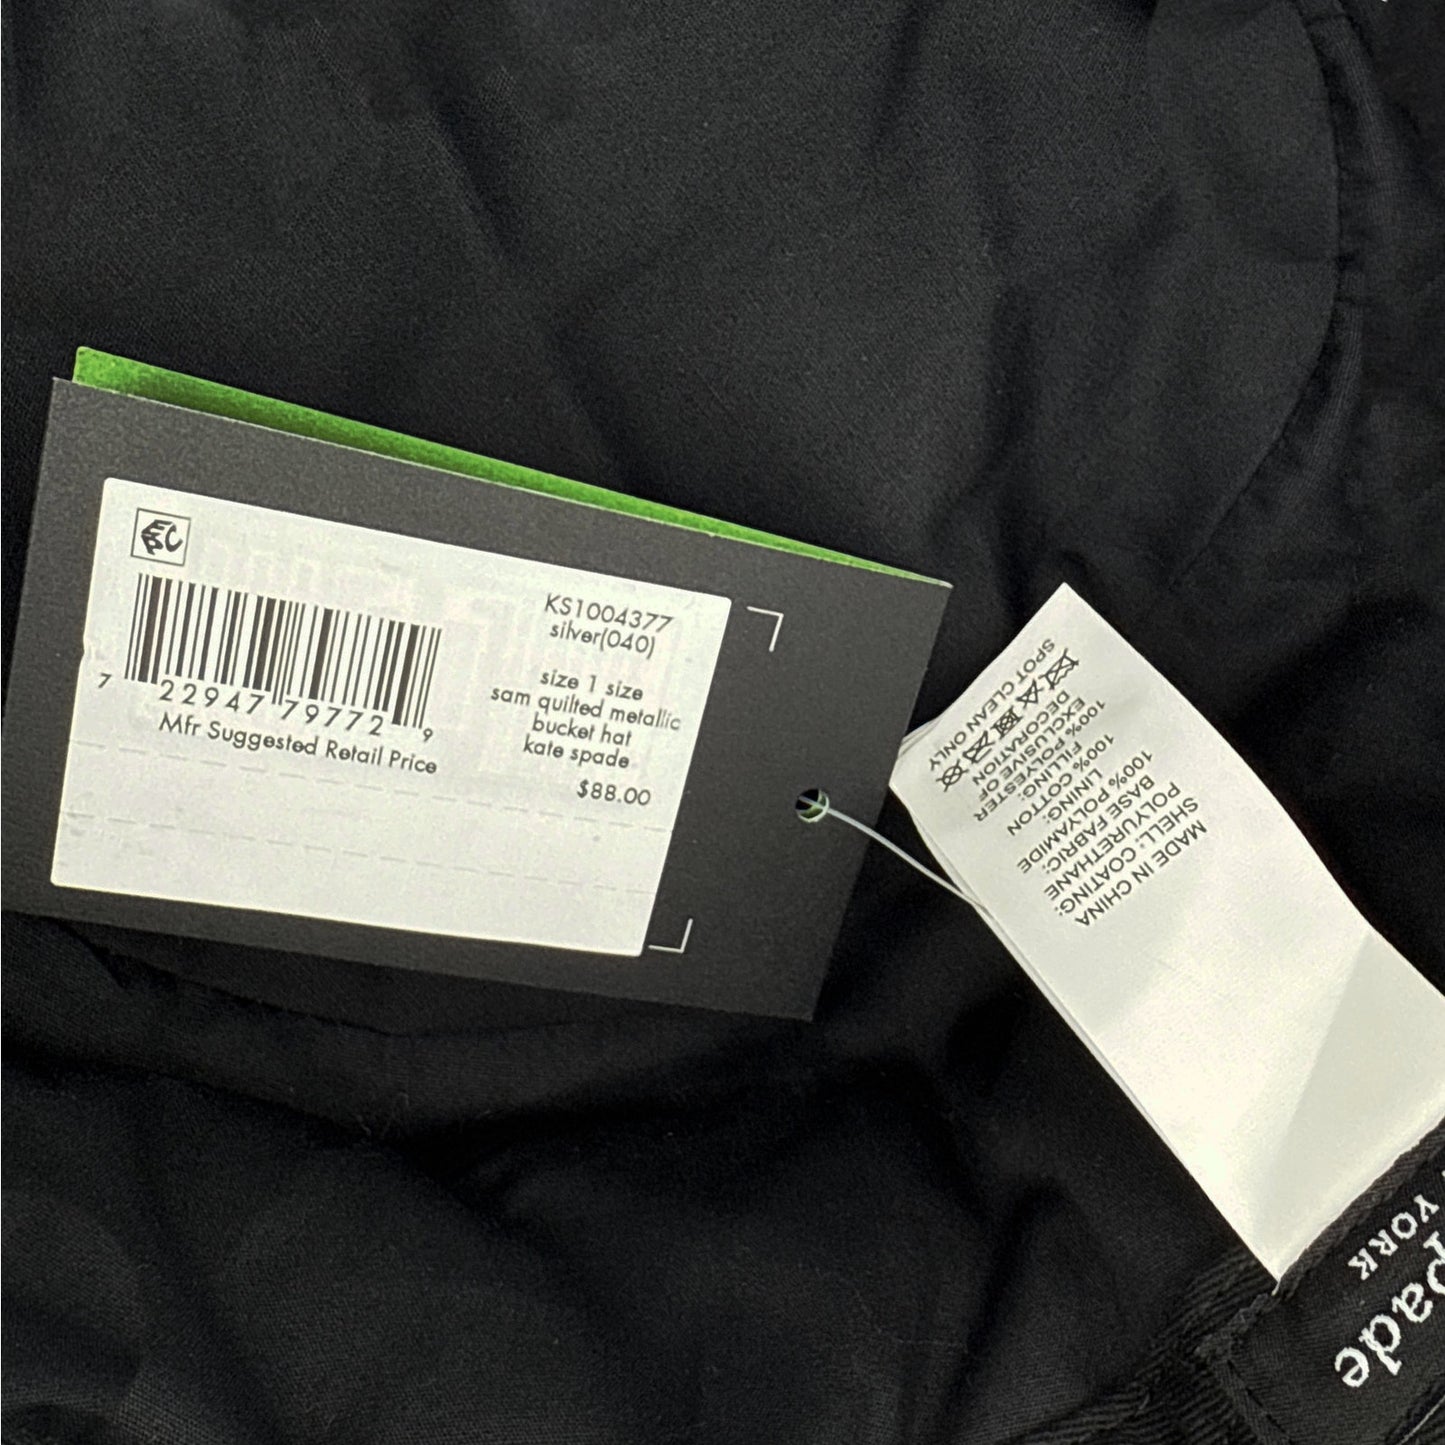 KS1004377
silver(040)
size 1 size
sam quilted metallic
bucket hat
kate spade
$88.00
7 22947 79772 9
Mfr Suggested Retail Price
MADE IN CHINA
SHELL: COATING:
POLYURETHANE
BASE FABRIC:
100% POLYAMIDE
LINING:
100% COTTON
FILLING:
100% POLYESTER
EXCLUSIVE OF
DECORATION
SPOT CLEAN ONLY
pade
YORK